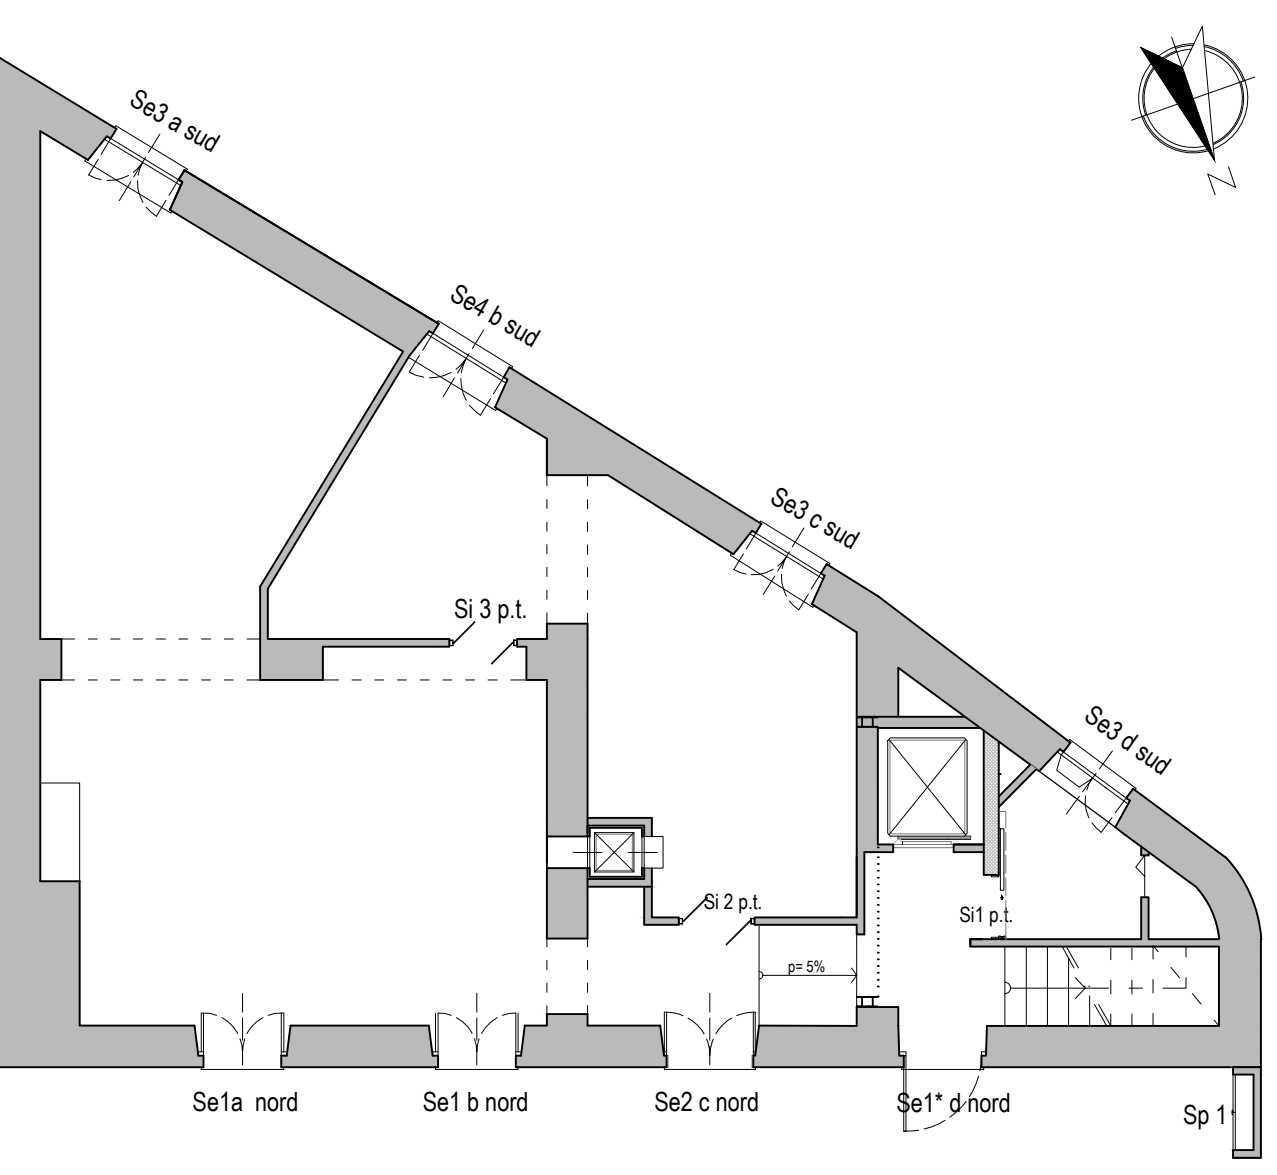 Se3 a sud
N
Se4 b sud
Se3 c sud
Si 3 p.t.
Se3 d sud
Si 2 p.t.
Si1 p.t.
p= 5%
Se1a nord
Se1 b nord
Se2 c nord
Se1* d nord
Sp 1